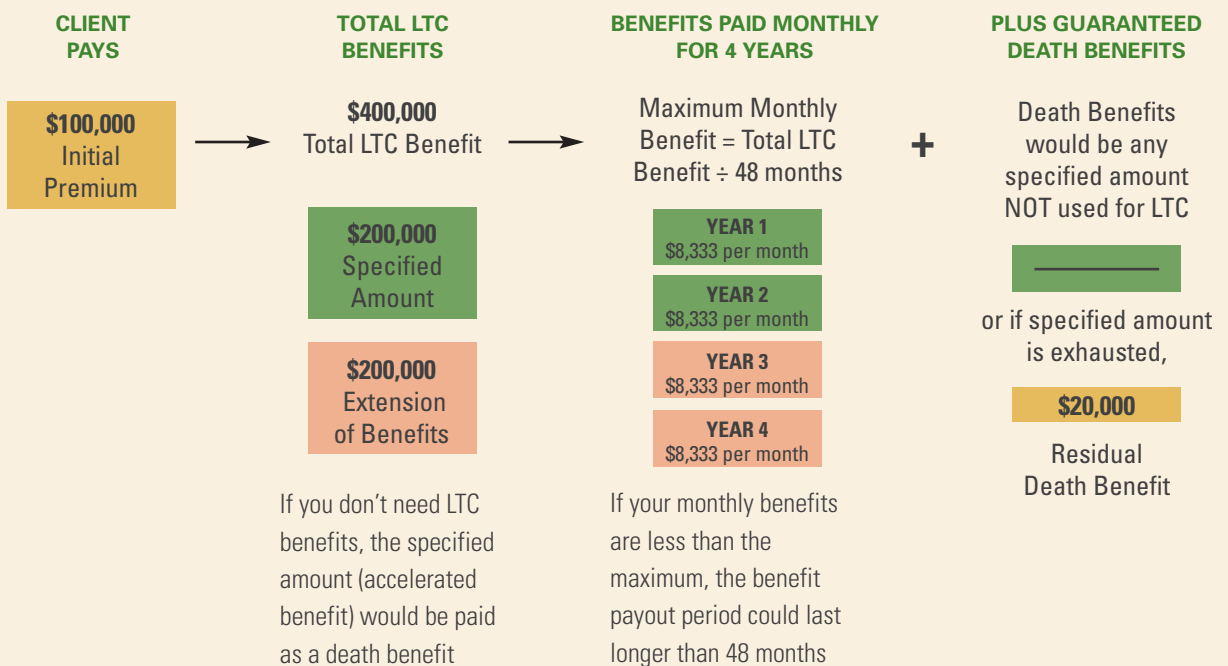 CLIENT
PAYS
$100,000
Initial
Premium
TOTAL LTC
BENEFITS
$400,000
Total LTC Benefit
$200,000
Specified
Amount
$200,000
Extension
of Benefits
If you don’t need LTC
benefits, the specified
amount (accelerated
benefit) would be paid
as a death benefit
BENEFITS PAID MONTHLY
FOR 4 YEARS
Maximum Monthly
Benefit = Total LTC
Benefit ÷ 48 months
YEAR 1
$8,333 per month
YEAR 2
$8,333 per month
YEAR 3
$8,333 per month
YEAR 4
$8,333 per month
If your monthly benefits
are less than the
maximum, the benefit
payout period could last
longer than 48 months
+
PLUS GUARANTEED
DEATH BENEFITS
Death Benefits
would be any
specified amount
NOT used for LTC
or if specified amount
is exhausted,
$20,000
Residual
Death Benefit